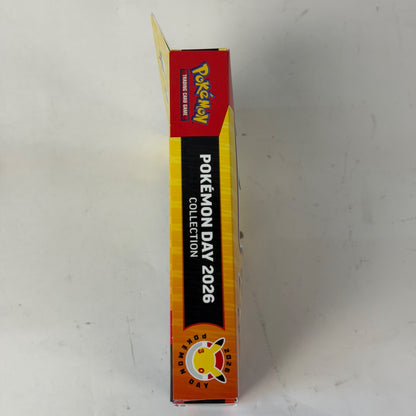 POKÉMON
TRADING CARD GAME
POKÉMON DAY 2026
COLLECTION
POKÉMON DAY
2026